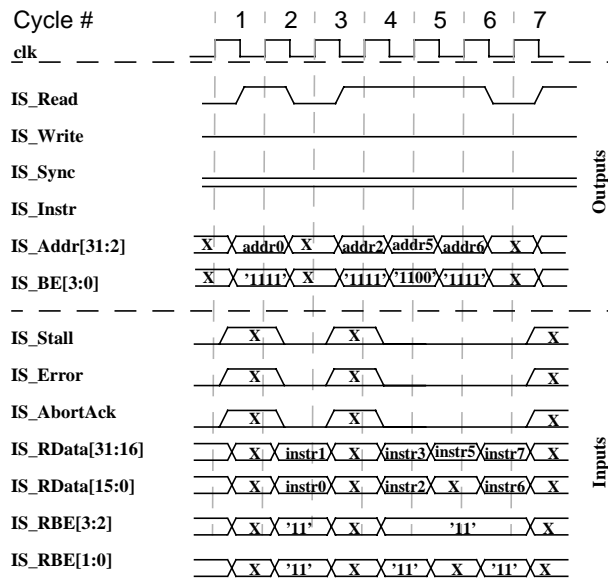 Cycle # 1 2 3 4 5 6 7
clk
IS_Read
IS_Write
IS_Sync
IS_Instr
IS_Addr[31:2] X addr0 X addr2 addr5 addr6 X
IS_BE[3:0] X '1111' X '1111' '1100' '1111' X
Outputs
IS_Stall X X X
IS_Error X X X
IS_AbortAck X X X
IS_RData[31:16] X instr1 X instr3 instr5 instr7 X
IS_RData[15:0] X instr0 X instr2 X instr6 X
IS_RBE[3:2] X '11' X '11' X
IS_RBE[1:0] X '11' X '11' X '11' X
Inputs